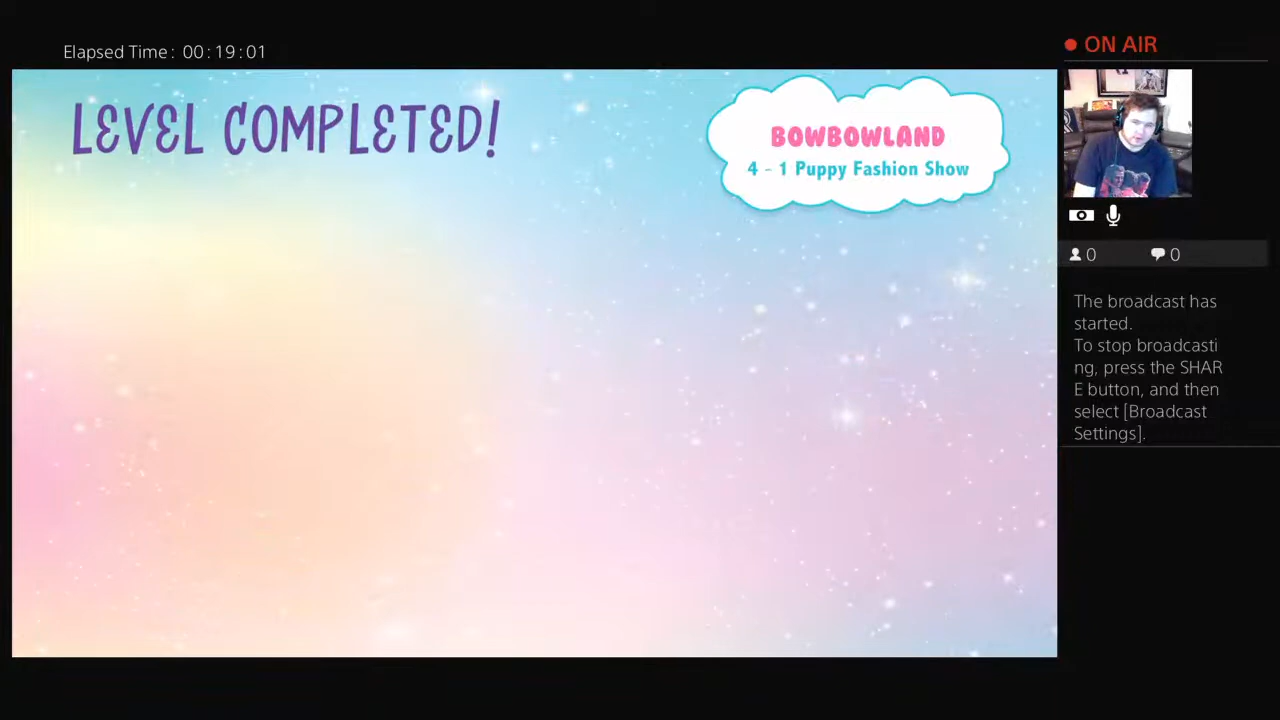 Elapsed Time: 00:19:01
ON AIR
LEVEL COMPLETED!
BOWBOWLAND
4 - 1 Puppy Fashion Show
0 0
The broadcast has
started.
To stop broadcasti
ng, press the SHAR
E button, and then
select [Broadcast
Settings].